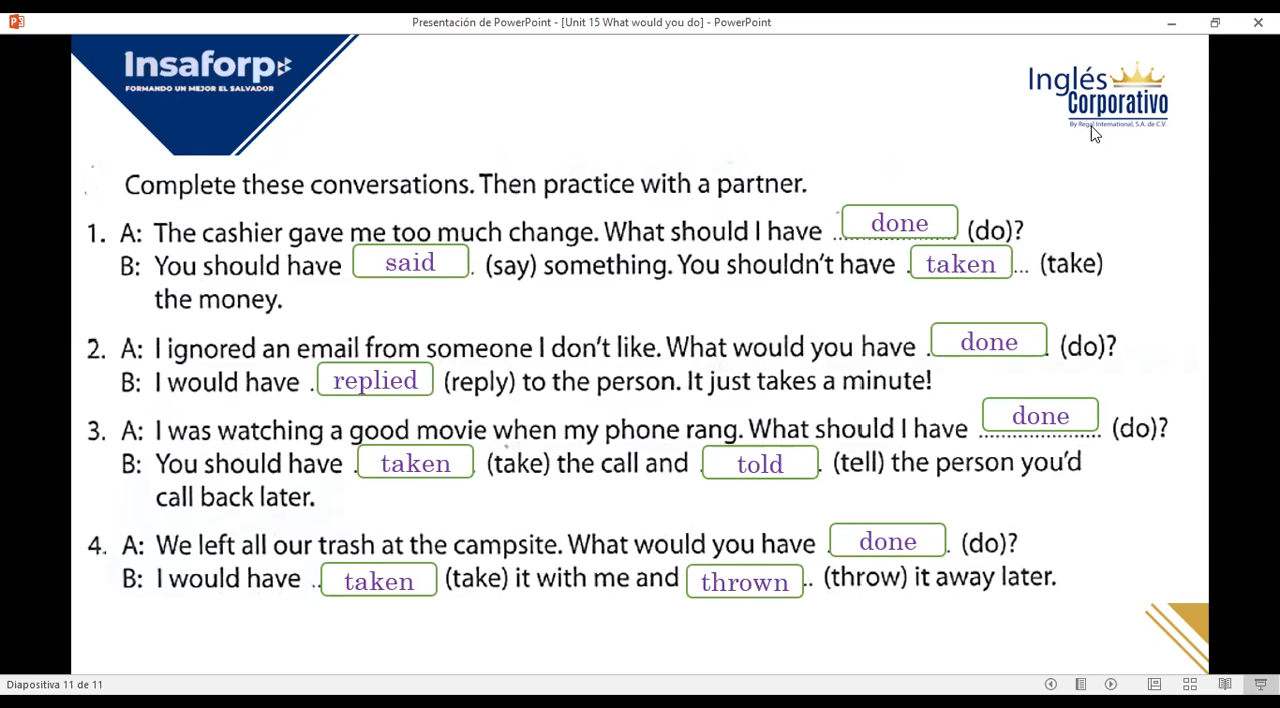 Presentación de PowerPoint - [Unit 15 What would you do] - PowerPoint
Insaforp
FORMANDO UN MEJOR EL SALVADOR
Inglés
Corporativo
By Regal International, S.A. de C.V.
Complete these conversations. Then practice with a partner.
1. A: The cashier gave me too much change. What should I have done (do)?
B: You should have said (say) something. You shouldn't have taken (take)
the money.
2. A: I ignored an email from someone I don't like. What would you have done (do)?
B: I would have replied (reply) to the person. It just takes a minute!
3. A: I was watching a good movie when my phone rang. What should I have done (do)?
B: You should have taken (take) the call and told (tell) the person you'd
call back later.
4. A: We left all our trash at the campsite. What would you have done (do)?
B: I would have taken (take) it with me and thrown (throw) it away later.
Diapositiva 11 de 11